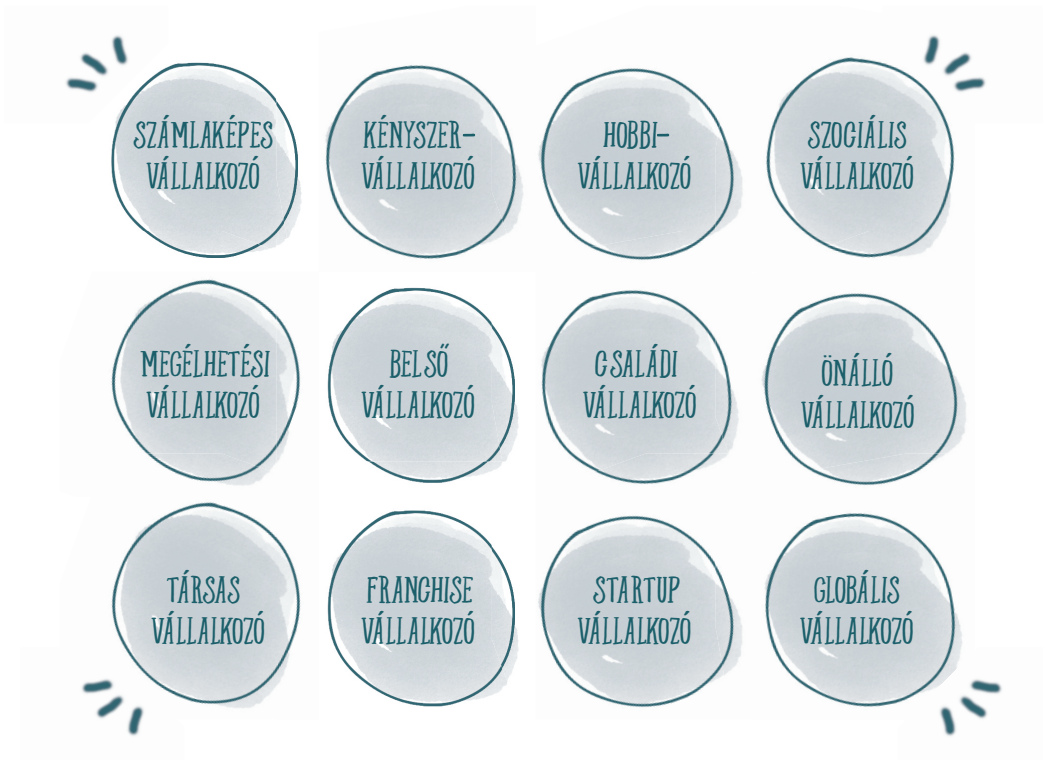 SZÁMLAKÉPES
VÁLLALKOZÓ
KÉNYSZER-
VÁLLALKOZÓ
HOBBI-
VÁLLALKOZÓ
SZOCIÁLIS
VÁLLALKOZÓ
MEGÉLHETÉSI
VÁLLALKOZÓ
BELSŐ
VÁLLALKOZÓ
CSALÁDI
VÁLLALKOZÓ
ÖNÁLLÓ
VÁLLALKOZÓ
TÁRSAS
VÁLLALKOZÓ
FRANCHISE
VÁLLALKOZÓ
STARTUP
VÁLLALKOZÓ
GLOBÁLIS
VÁLLALKOZÓ